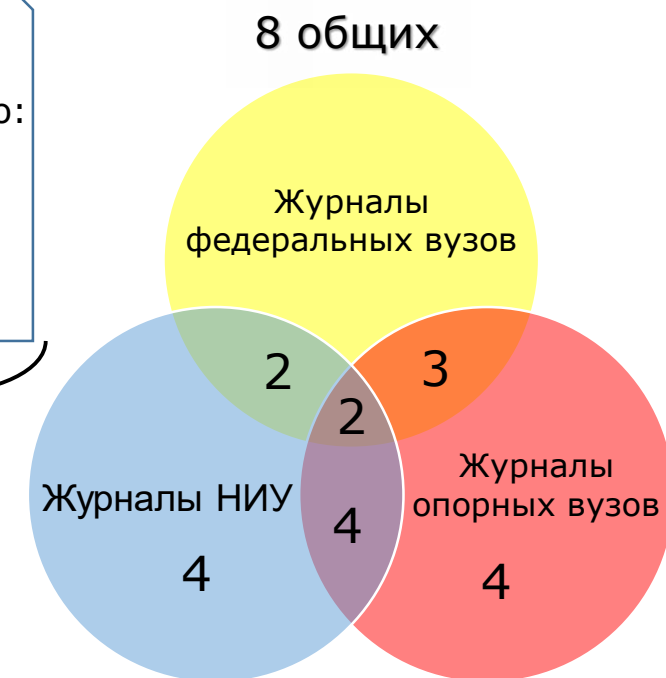 8 общих
о:
Журналы
федеральных вузов
2
3
2
Журналы НИУ
4
4
Журналы
опорных вузов
4